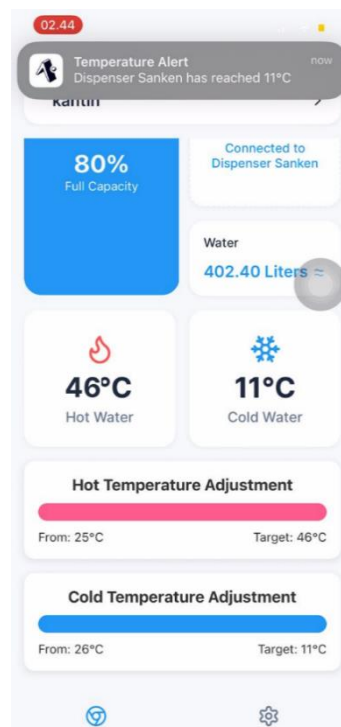 02.44
Temperature Alert
now
Dispenser Sanken has reached 11°C
kantin
80%
Full Capacity
Connected to
Dispenser Sanken
Water
402.40 Liters
46°C
Hot Water
11°C
Cold Water
Hot Temperature Adjustment
From: 25°C
Target: 46°C
Cold Temperature Adjustment
From: 26°C
Target: 11°C